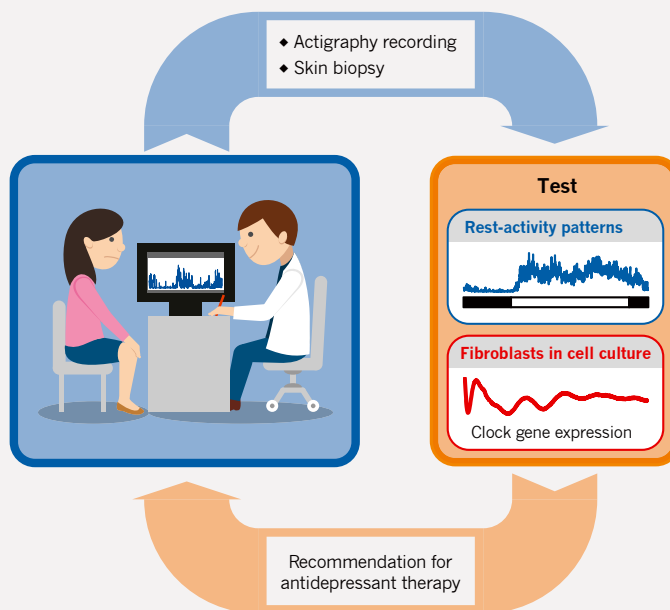 ◆ Actigraphy recording
◆ Skin biopsy
Test
Rest-activity patterns
Fibroblasts in cell culture
Clock gene expression
Recommendation for
antidepressant therapy